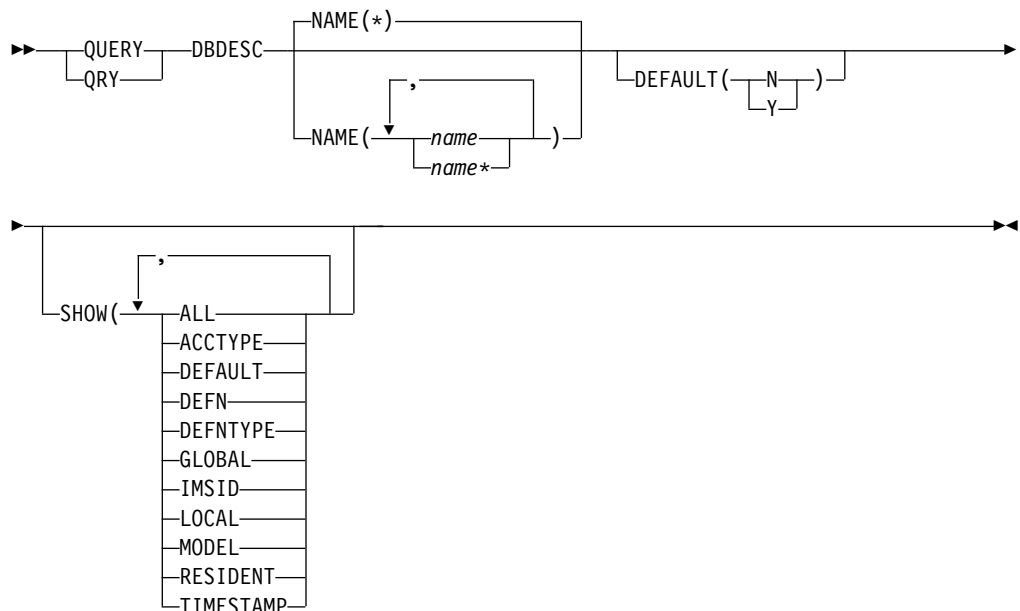 NAME(*)
QUERY DBDESC
QRY DEFAULT( N )
, Y
NAME( name )
name*
,
SHOW( ALL
ACCTYPE
DEFAULT
DEFN
DEFNTYPE
GLOBAL
IMSID
LOCAL
MODEL
RESIDENT
TIMESTAMP